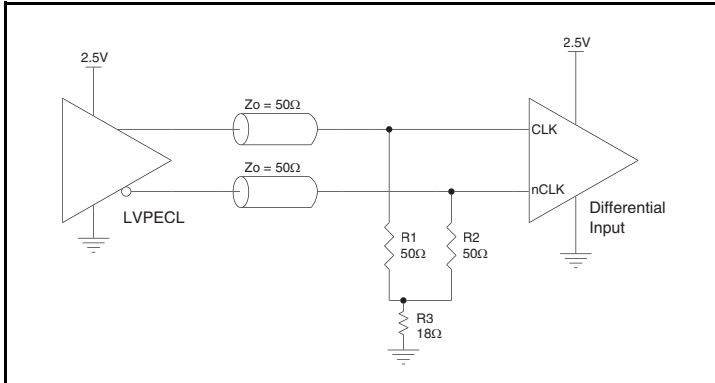 2.5V
2.5V
Zo = 50Ω
CLK
Zo = 50Ω
nCLK
LVPECL
Differential
Input
R1
50Ω
R2
50Ω
R3
18Ω